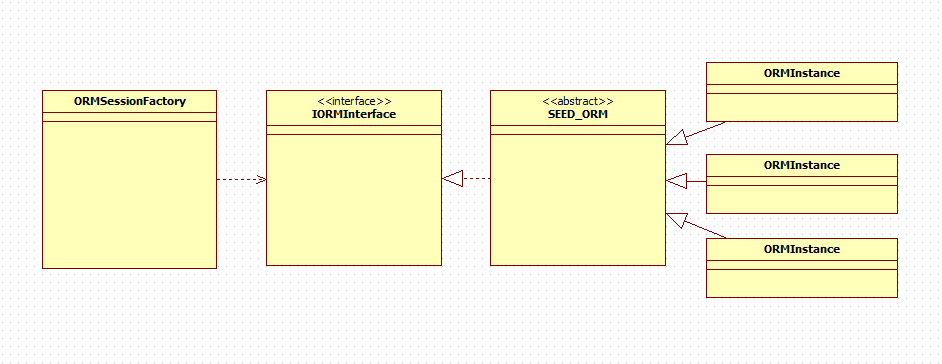 ORMSessionFactory
<<interface>>
IORMInterface
<<abstract>>
SEED_ORM
ORMInstance
ORMInstance
ORMInstance